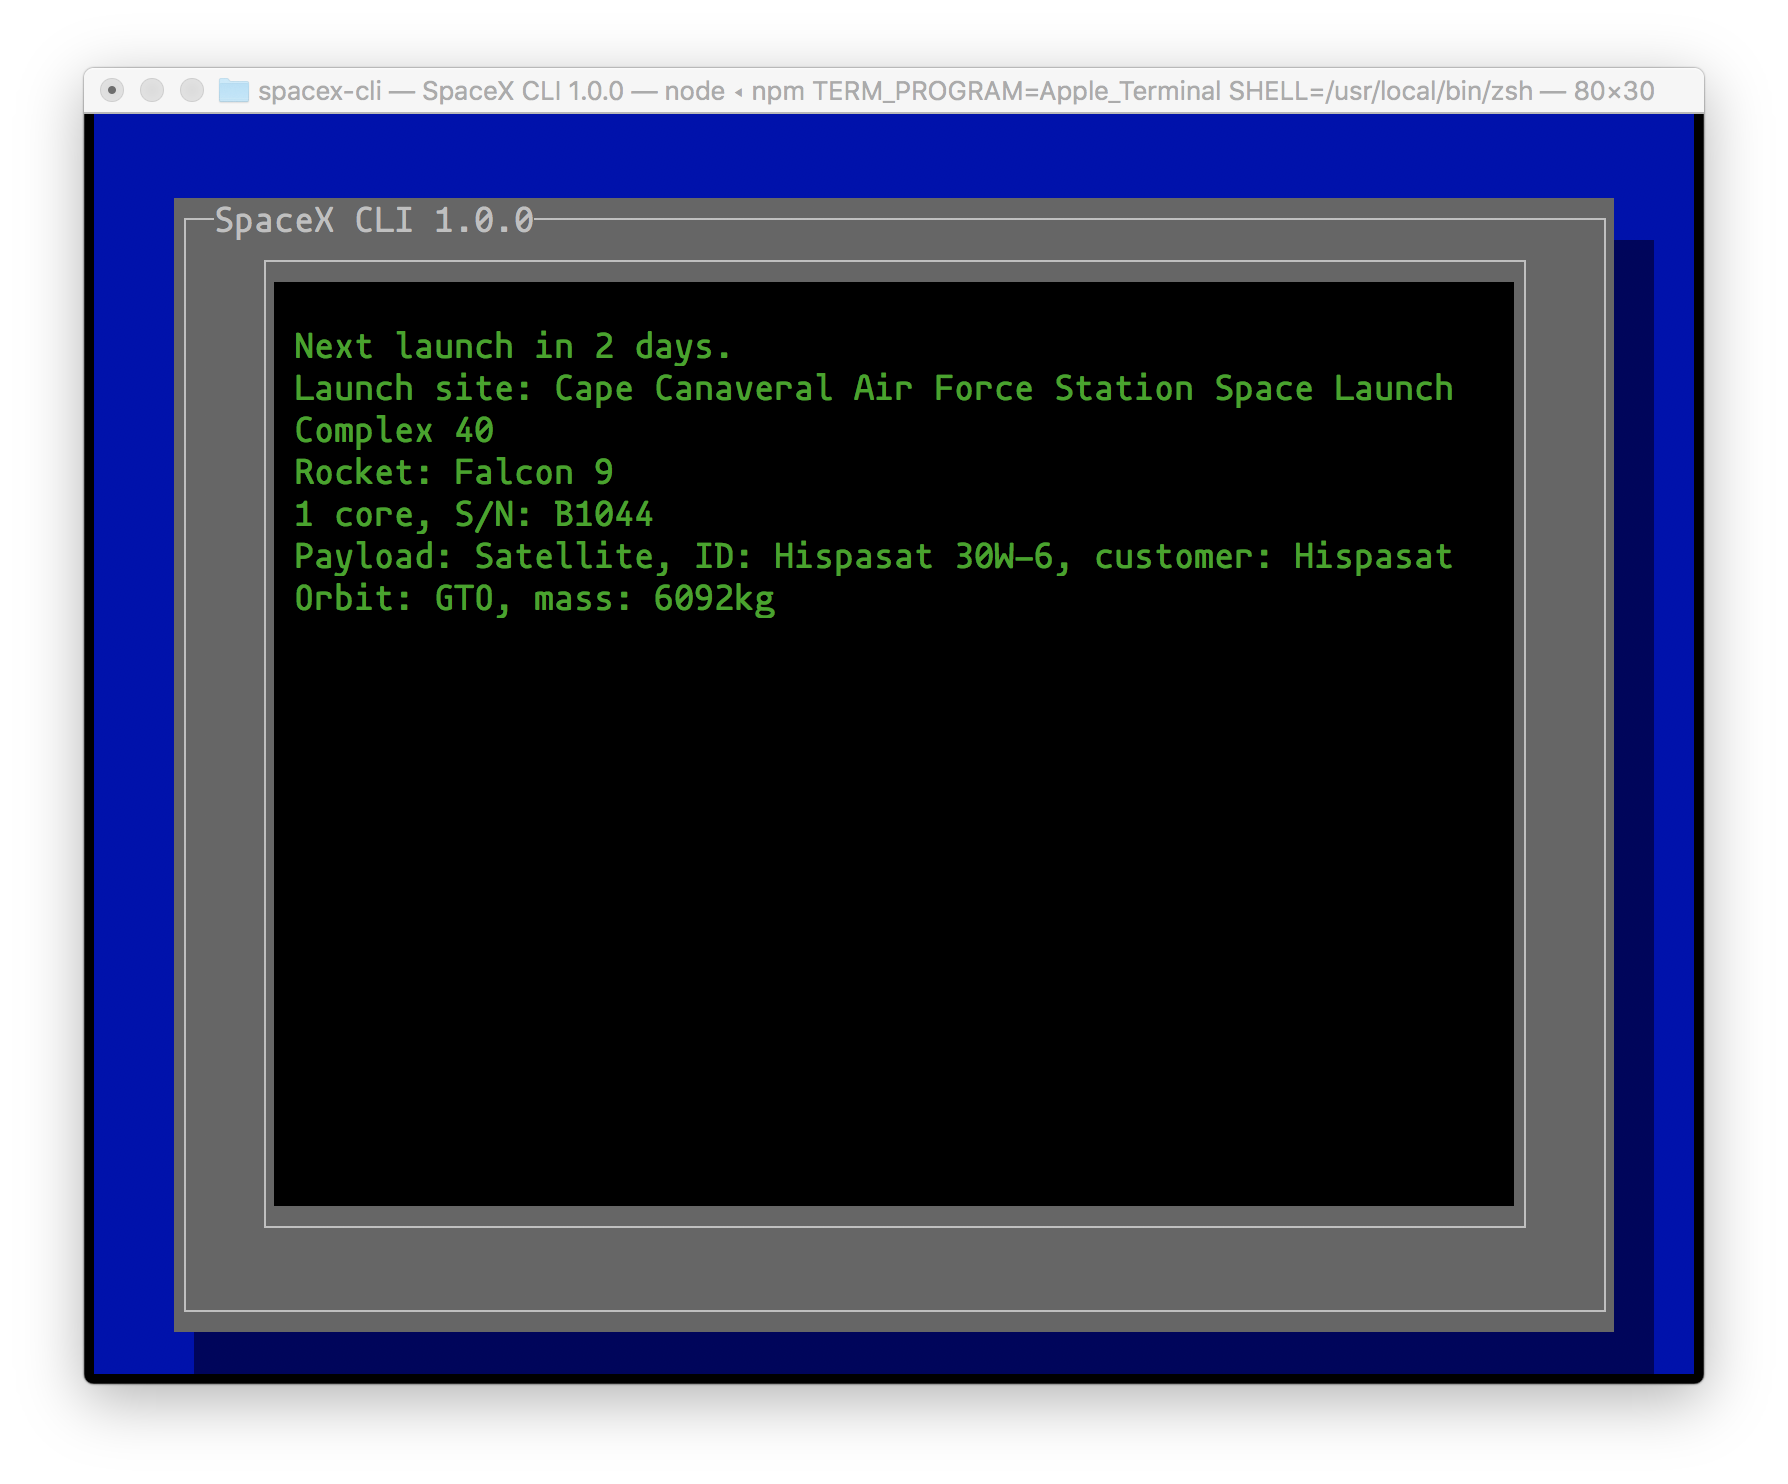 spacex-cli — SpaceX CLI 1.0.0 — node ◂ npm TERM_PROGRAM=Apple_Terminal SHELL=/usr/local/bin/zsh — 80×30
SpaceX CLI 1.0.0
Next launch in 2 days.
Launch site: Cape Canaveral Air Force Station Space Launch
Complex 40
Rocket: Falcon 9
1 core, S/N: B1044
Payload: Satellite, ID: Hispasat 30W-6, customer: Hispasat
Orbit: GTO, mass: 6092kg